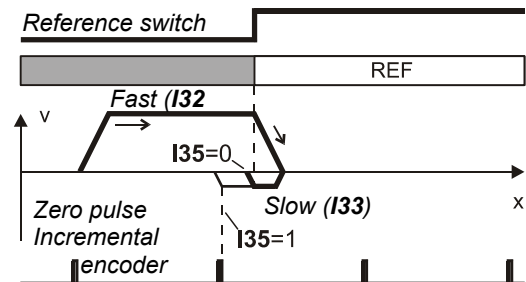 Reference switch
REF
Fast (I32
v
I35=0
x
Slow (I33)
Zero pulse
I35=1
Incremental
encoder